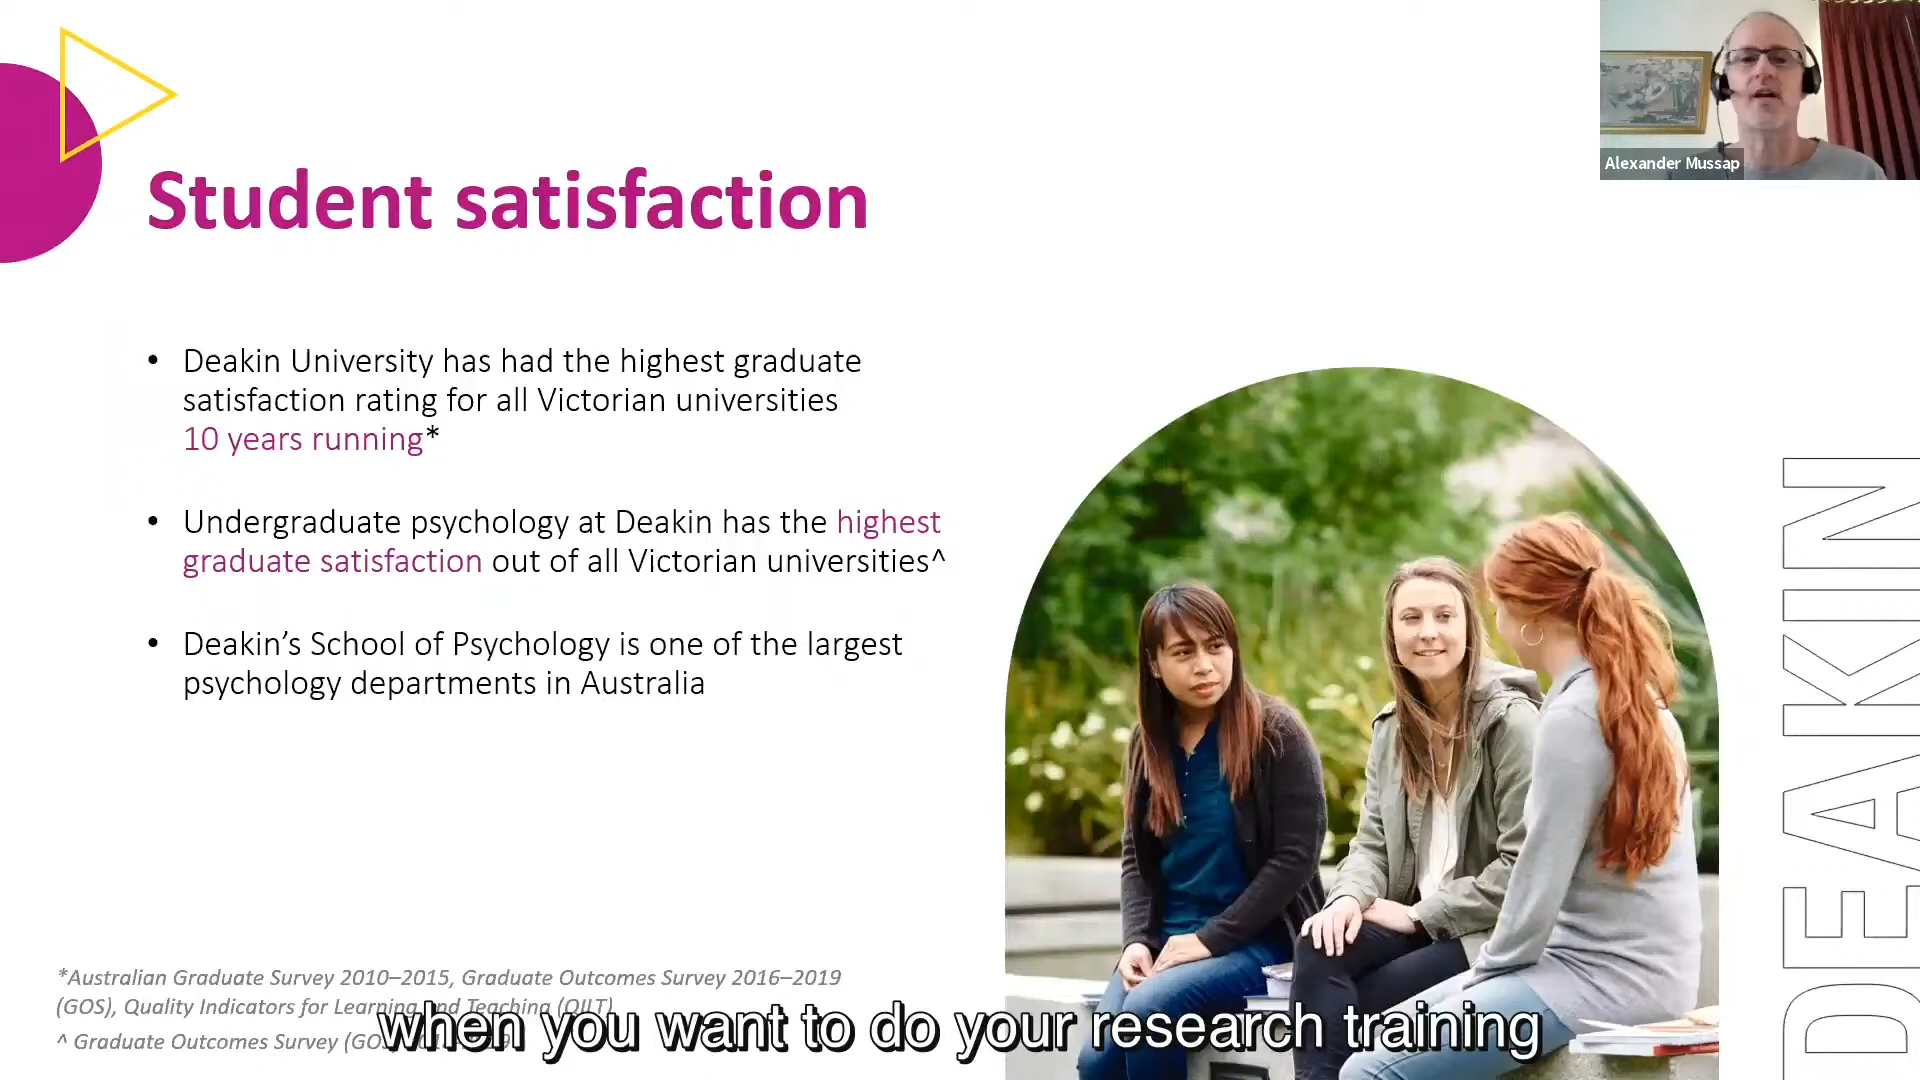 Alexander Mussap
Student satisfaction
• Deakin University has had the highest graduate
satisfaction rating for all Victorian universities
10 years running*
• Undergraduate psychology at Deakin has the highest
graduate satisfaction out of all Victorian universities^
• Deakin’s School of Psychology is one of the largest
psychology departments in Australia
DEAKIN
*Australian Graduate Survey 2010–2015, Graduate Outcomes Survey 2016–2019
(GOS), Quality Indicators for Learning and Teaching (QILT)
^ Graduate Outcomes Survey
when you want to do your research training